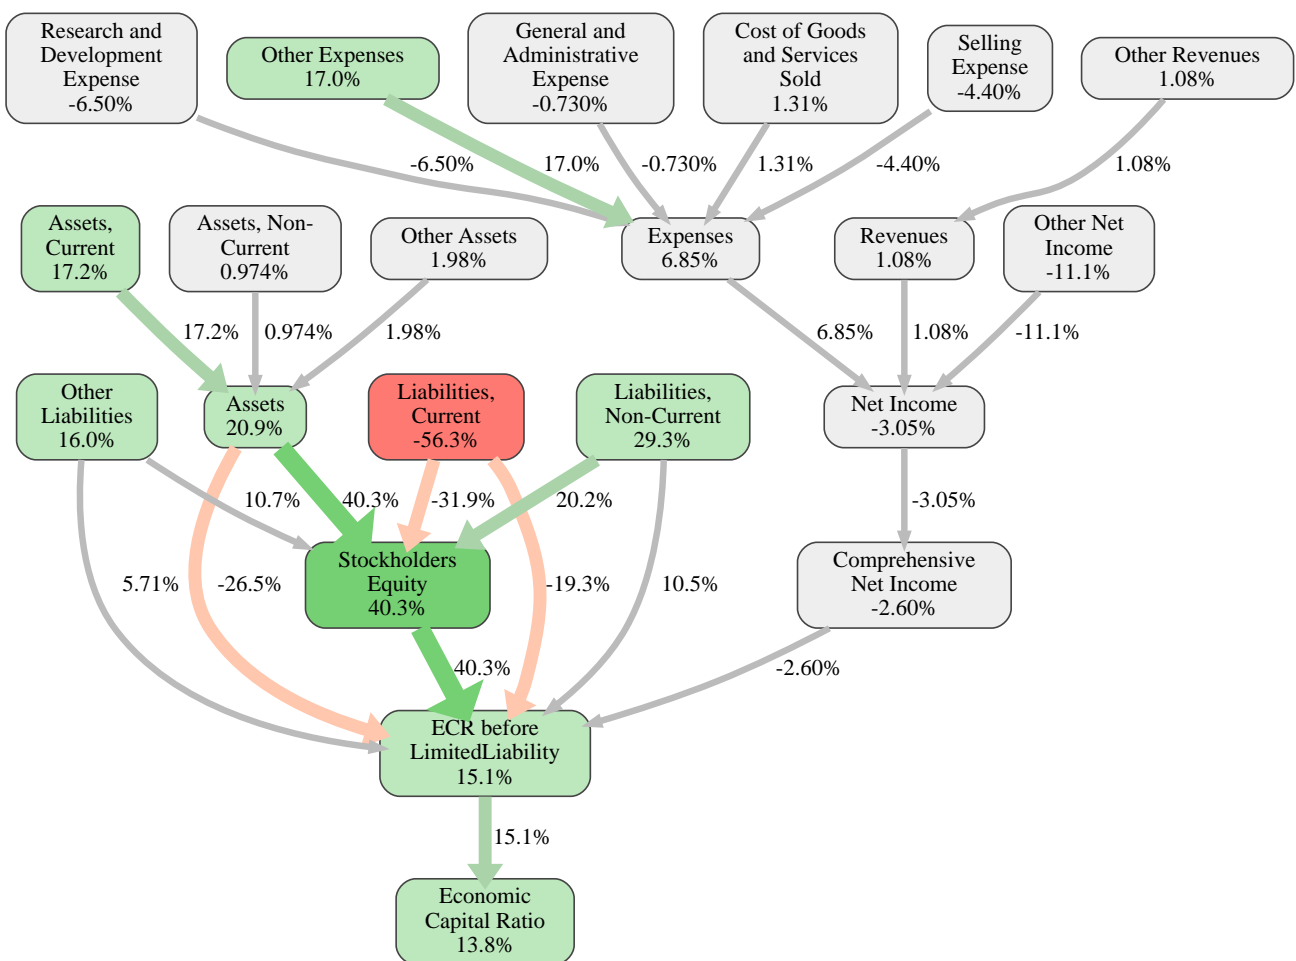 Research and
Development
Expense
-6.50%
Other Expenses
17.0%
General and
Administrative
Expense
-0.730%
Cost of Goods
and Services
Sold
1.31%
Selling
Expense
-4.40%
Other Revenues
1.08%
-6.50%
17.0%
-0.730%
1.31%
-4.40%
1.08%
Assets,
Current
17.2%
Assets, Non-
Current
0.974%
Other Assets
1.98%
Expenses
6.85%
Revenues
1.08%
Other Net
Income
-11.1%
17.2%
0.974%
1.98%
6.85%
1.08%
-11.1%
Other
Liabilities
16.0%
Assets
20.9%
Liabilities,
Current
-56.3%
Liabilities,
Non-Current
29.3%
Net Income
-3.05%
10.7%
40.3%
-31.9%
20.2%
-3.05%
Stockholders
Equity
40.3%
Comprehensive
Net Income
-2.60%
5.71%
-26.5%
-19.3%
10.5%
40.3%
-2.60%
ECR before
LimitedLiability
15.1%
15.1%
Economic
Capital Ratio
13.8%